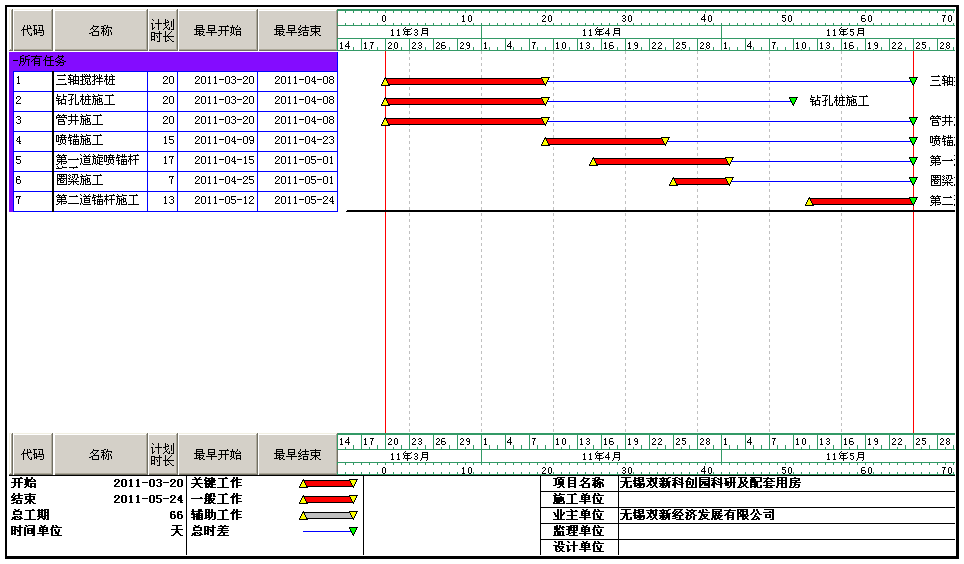 代码 名称 计划时长 最早开始 最早结束
0 10 20 30 40 50 60 70
11年3月 11年4月 11年5月
14 17 20 23 26 29 1 4 7 10 13 16 19 22 25 28 1 4 7 10 13 16 19 22 25 28
-所有任务
1 三轴搅拌桩 20 2011-03-20 2011-04-08 三轴
2 钻孔桩施工 20 2011-03-20 2011-04-08 钻孔桩施工
3 管井施工 20 2011-03-20 2011-04-08 管井
4 喷锚施工 15 2011-04-09 2011-04-23 喷锚
5 第一道旋喷锚杆 17 2011-04-15 2011-05-01 第一
6 圈梁施工 7 2011-04-25 2011-05-01 圈梁
7 第二道锚杆施工 13 2011-05-12 2011-05-24 第二
代码 名称 计划时长 最早开始 最早结束
14 17 20 23 26 29 1 4 7 10 13 16 19 22 25 28 1 4 7 10 13 16 19 22 25 28
11年3月 11年4月 11年5月
0 10 20 30 40 50 60 70
开始 2011-03-20 关键工作 项目名称 无锡双新科创园科研及配套用房
结束 2011-05-24 一般工作 施工单位
总工期 66 辅助工作 业主单位 无锡双新经济发展有限公司
时间单位 天 总时差 监理单位
设计单位